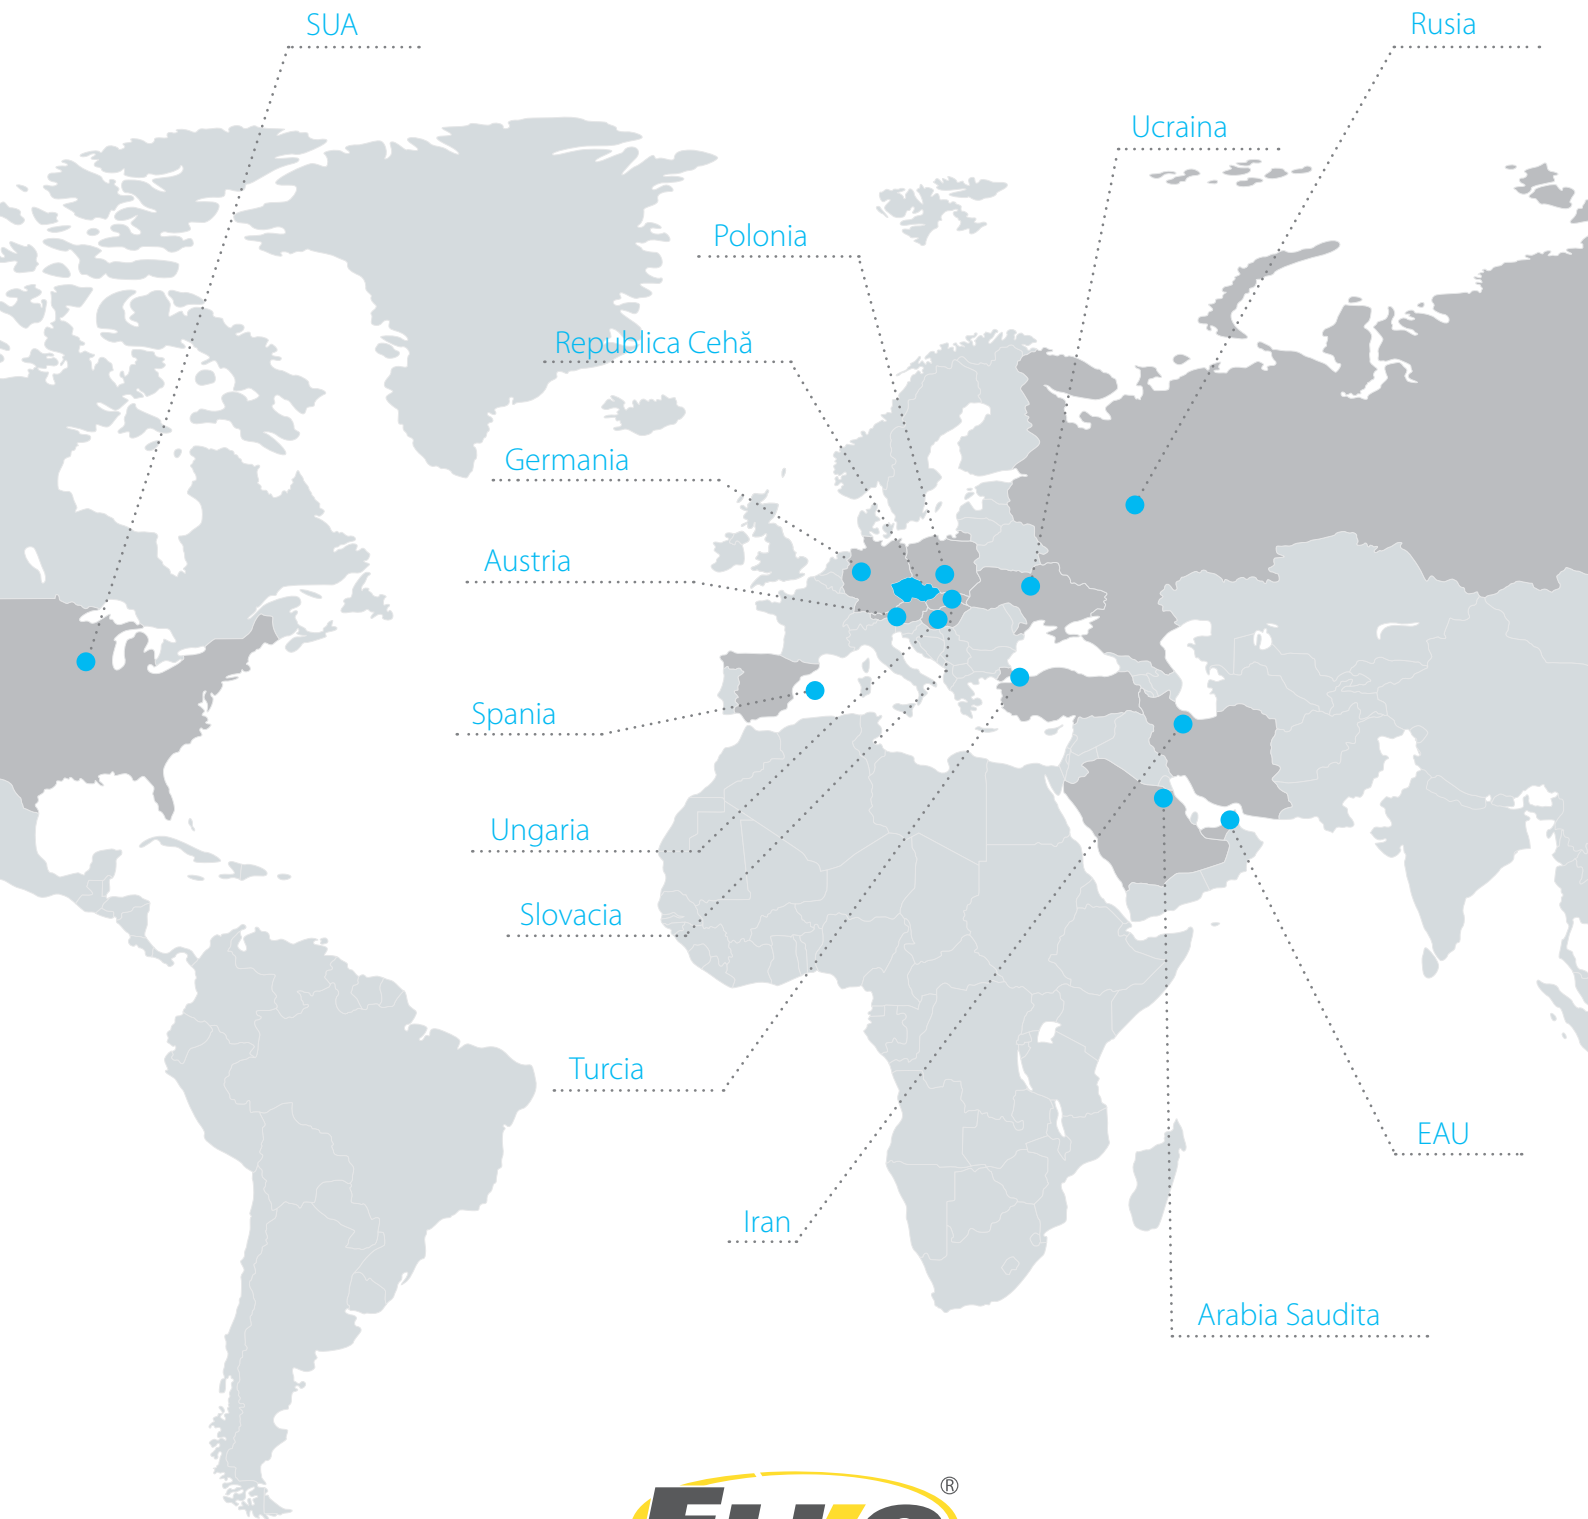 SUA
Rusia
Ucraina
Polonia
Republica Cehă
Germania
Austria
Spania
Ungaria
Slovacia
Turcia
EAU
Iran
Arabia Saudita
®